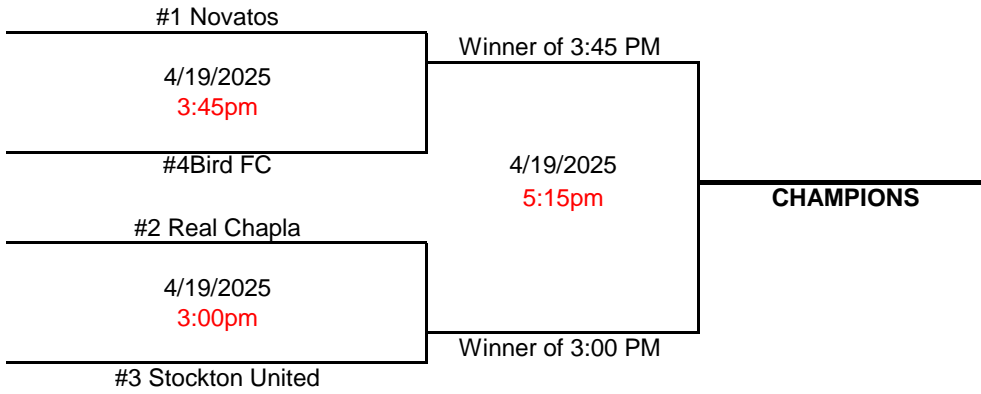 #1 Novatos
Winner of 3:45 PM
4/19/2025
3:45pm
#4Bird FC
4/19/2025
5:15pm
CHAMPIONS
#2 Real Chapla
4/19/2025
3:00pm
Winner of 3:00 PM
#3 Stockton United